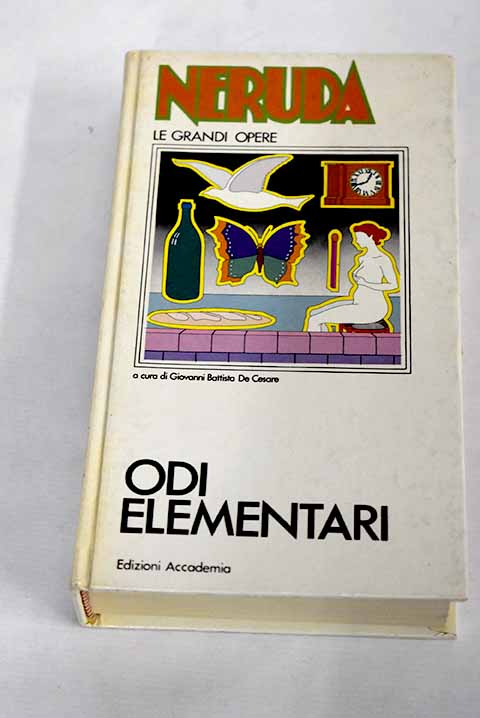 NERUDA
LE GRANDI OPERE
a cura di Giovanni Battista De Cesare
ODI
ELEMENTARI
Edizioni Accademia